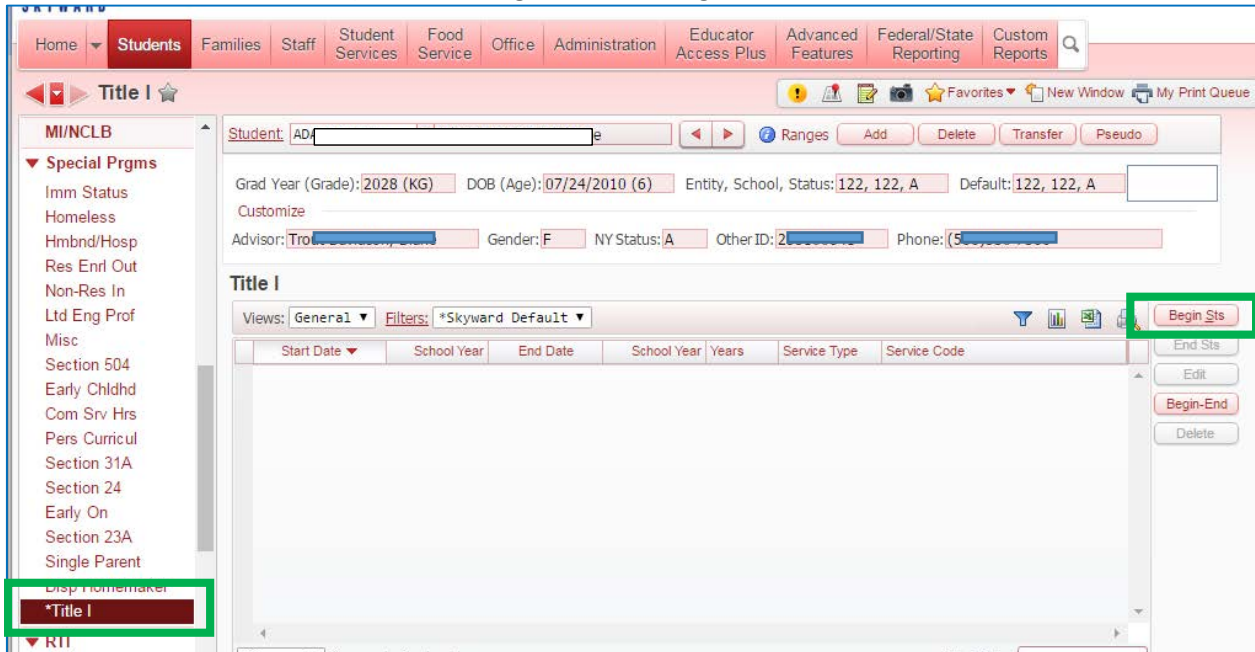 SKYWARD
Home Students Families Staff Student Services Food Service Office Administration Educator Access Plus Advanced Features Federal/State Reporting Custom Reports
Title I
Favorites New Window My Print Queue
MI/NCLB
Special Prgms
Imm Status
Homeless
Hmbnd/Hosp
Res Enrl Out
Non-Res In
Ltd Eng Prof
Misc
Section 504
Early Chldhd
Com Srv Hrs
Pers Curricul
Section 31A
Section 24
Early On
Section 23A
Single Parent
Disp Homemaker
*Title I
RTI
Student: ADA e Ranges Add Delete Transfer Pseudo
Grad Year (Grade): 2028 (KG) DOB (Age): 07/24/2010 (6) Entity, School, Status: 122, 122, A Default: 122, 122, A
Customize
Advisor: Gender: F NY Status: A Other ID: 2 Phone: (5
Title I
Views: General Filters: *Skyward Default
Start Date School Year End Date School Year Years Service Type Service Code
Begin Sts
End Sts
Edit
Begin-End
Delete